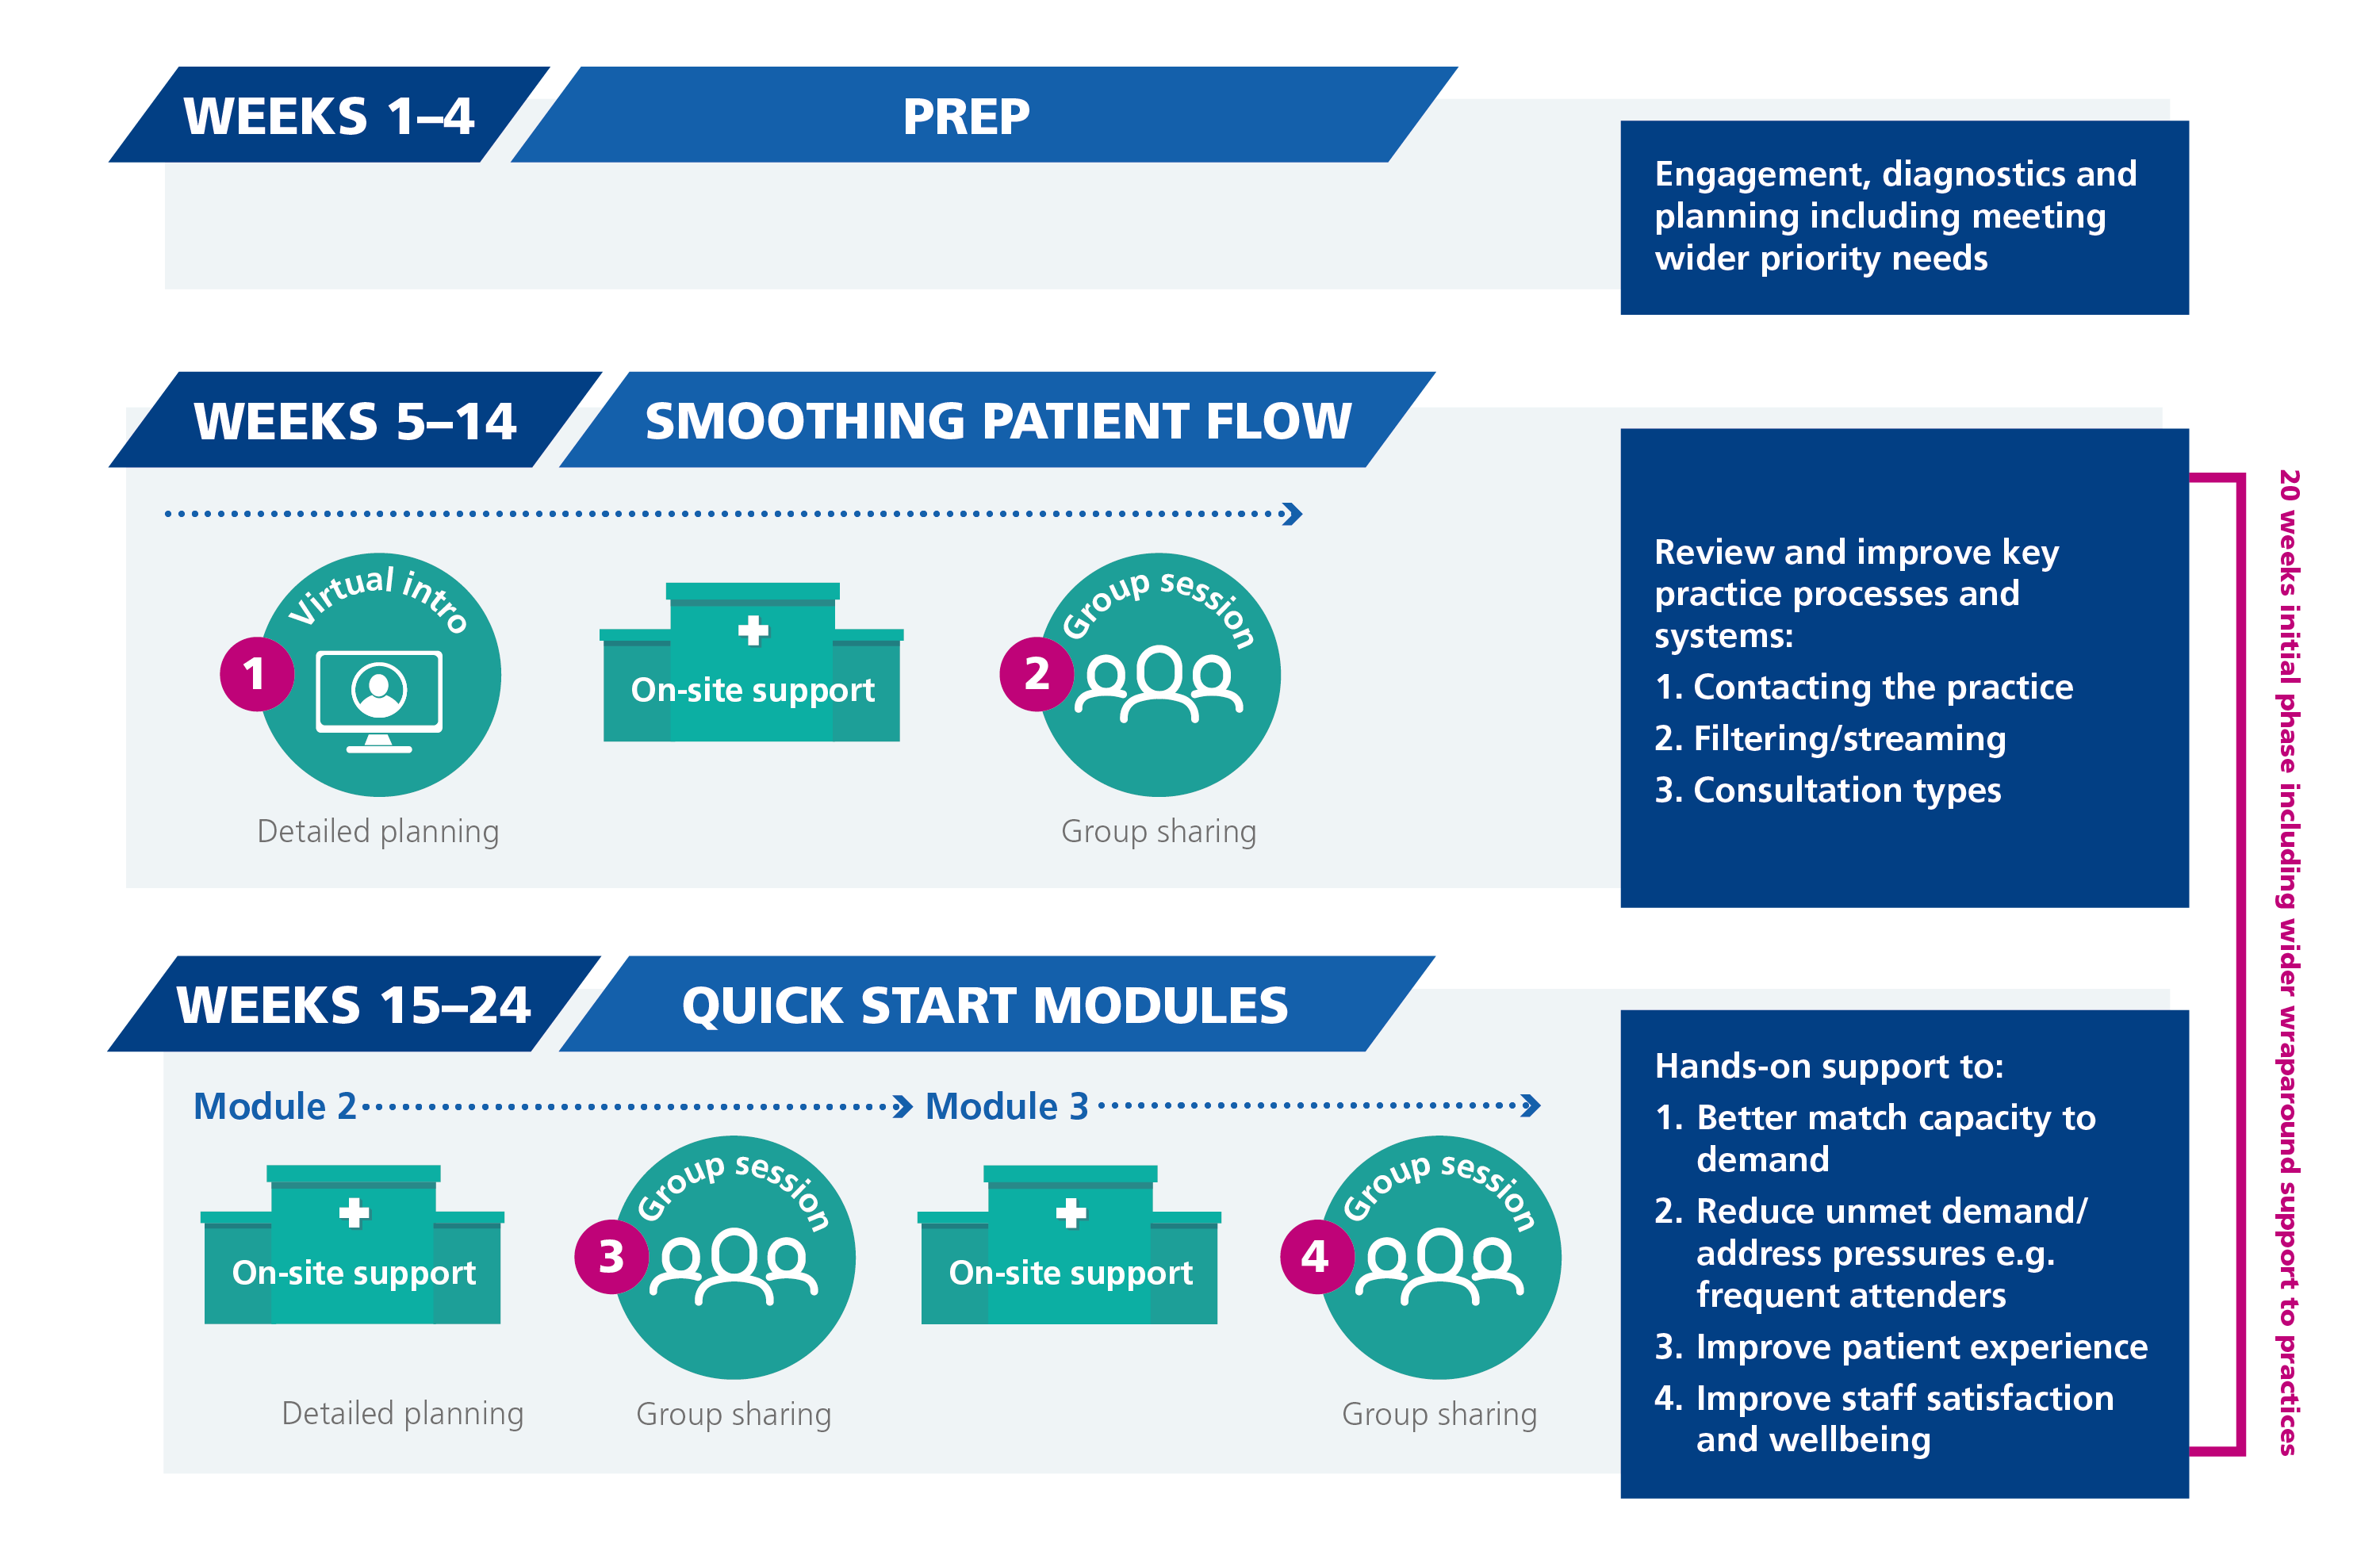 WEEKS 1–4
PREP
Engagement, diagnostics and
planning including meeting
wider priority needs
WEEKS 5–14
SMOOTHING PATIENT FLOW
1
Virtual intro
Detailed planning
On-site support
2
Group session
Group sharing
Review and improve key
practice processes and
systems:
1. Contacting the practice
2. Filtering/streaming
3. Consultation types
WEEKS 15–24
QUICK START MODULES
Module 2
On-site support
Detailed planning
3
Group session
Group sharing
Module 3
On-site support
4
Group session
Group sharing
Hands-on support to:
1. Better match capacity to
demand
2. Reduce unmet demand/
address pressures e.g.
frequent attenders
3. Improve patient experience
4. Improve staff satisfaction
and wellbeing
20 weeks initial phase including wider wraparound support to practices